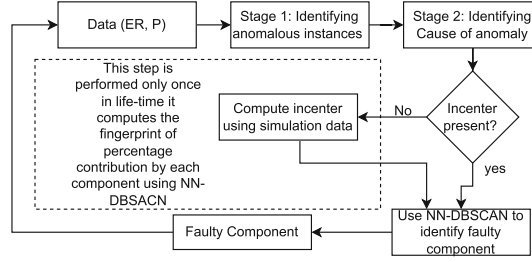 Data (ER, P)
Stage 1: Identifying
anomalous instances
Stage 2: Identifying
Cause of anomaly
This step is
performed only once
in life-time it
computes the
fingerprint of
percentage
contribution by each
component using NN-
DBSACN
Compute incenter
using simulation data
No
Incenter
present?
yes
Use NN-DBSCAN to
identify faulty
component
Faulty Component